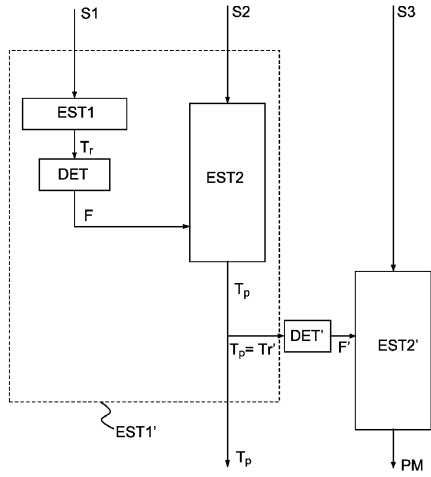 S1
S2
S3
EST1
Tr
DET
EST2
F
Tp
Tp= Tr'
DET'
F'
EST2'
EST1'
Tp
PM